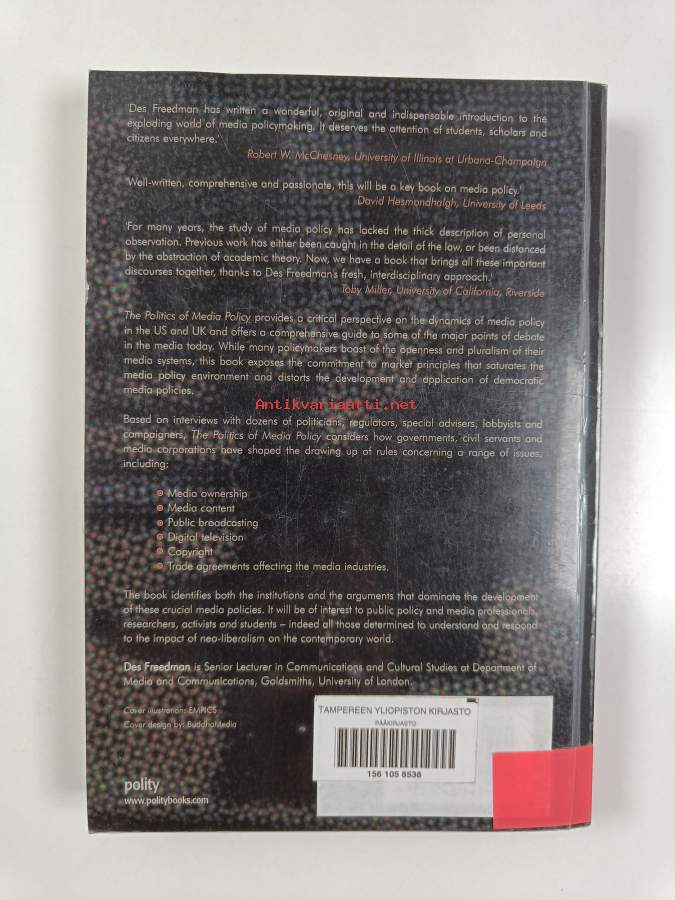 'Des Freedman has written a wonderful, original and indispensable introduction to the
exploding world of media policymaking. It deserves the attention of students, scholars and
citizens everywhere.'
Robert W. McChesney, University of Illinois at Urbana-Champaign
'Well-written, comprehensive and passionate, this will be a key book on media policy.'
David Hesmondhalgh, University of Leeds
'For many years, the study of media policy has lacked the thick description of personal
observation. Previous work has either been caught in the detail of the law, or been distanced
by the abstraction of academic theory. Now, we have a book that brings all these important
discourses together, thanks to Des Freedman's fresh, interdisciplinary approach.'
Toby Miller, University of California, Riverside
The Politics of Media Policy provides a critical perspective on the dynamics of media policy
in the US and UK and offers a comprehensive guide to some of the major points of debate
in the media today. While many policymakers boast of the openness and pluralism of their
media systems, this book exposes the commitment to market principles that saturates the
media policy environment and distorts the development and application of democratic
media policies.
Antikvariaatti.net
Based on interviews with dozens of politicians, regulators, special advisers, lobbyists and
campaigners, The Politics of Media Policy considers how governments, civil servants and
media corporations have shaped the drawing up of rules concerning a range of issues,
including:
Media ownership
Media content
Public broadcasting
Digital television
Copyright
Trade agreements affecting the media industries.
The book identifies both the institutions and the arguments that dominate the development
of these crucial media policies. It will be of interest to public policy and media professionals,
researchers, activists and students – indeed all those determined to understand and respond
to the impact of neo-liberalism on the contemporary world.
Des Freedman is Senior Lecturer in Communications and Cultural Studies at Department of
Media and Communications, Goldsmiths, University of London.
Cover illustration: EMPICS
Cover design by: BuddhaMedia
TAMPEREEN YLIOPISTON KIRJASTO
PÄÄKIRJASTO
156 105 8538
polity
www.politybooks.com